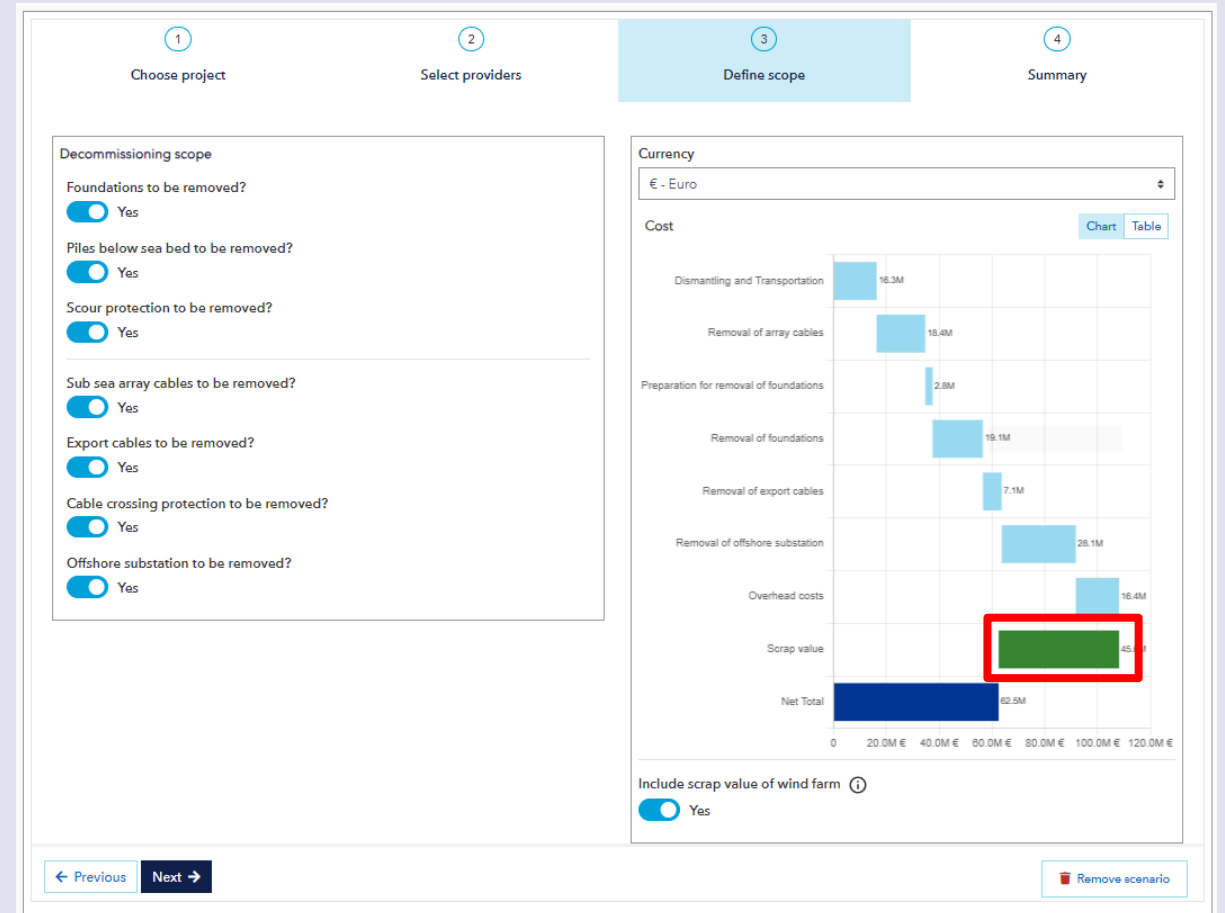 1
Choose project
2
Select providers
3
Define scope
4
Summary
Decommissioning scope
Foundations to be removed?
Yes
Piles below sea bed to be removed?
Yes
Scour protection to be removed?
Yes
Sub sea array cables to be removed?
Yes
Export cables to be removed?
Yes
Cable crossing protection to be removed?
Yes
Offshore substation to be removed?
Yes
Currency
€ - Euro
Cost
Chart Table
Dismantling and Transportation 16.3M
Removal of array cables 18.4M
Preparation for removal of foundations 2.8M
Removal of foundations 19.1M
Removal of export cables 7.1M
Removal of offshore substation 28.1M
Overhead costs 16.4M
Scrap value
Net Total 62.5M
0 20.0M € 40.0M € 60.0M € 80.0M € 100.0M € 120.0M €
Include scrap value of wind farm i
Yes
← Previous Next →
Remove scenario